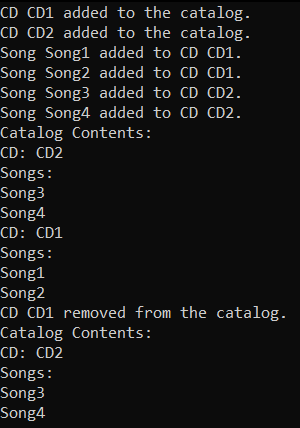 CD CD1 added to the catalog.
CD CD2 added to the catalog.
Song Song1 added to CD CD1.
Song Song2 added to CD CD1.
Song Song3 added to CD CD2.
Song Song4 added to CD CD2.
Catalog Contents:
CD: CD2
Songs:
Song3
Song4
CD: CD1
Songs:
Song1
Song2
CD CD1 removed from the catalog.
Catalog Contents:
CD: CD2
Songs:
Song3
Song4